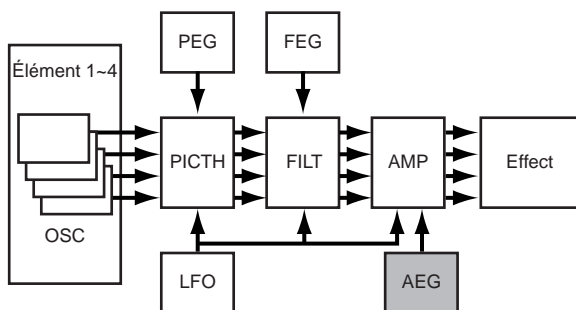 PEG
FEG
Élément 1~4
PICTH
FILT
AMP
Effect
OSC
LFO
AEG